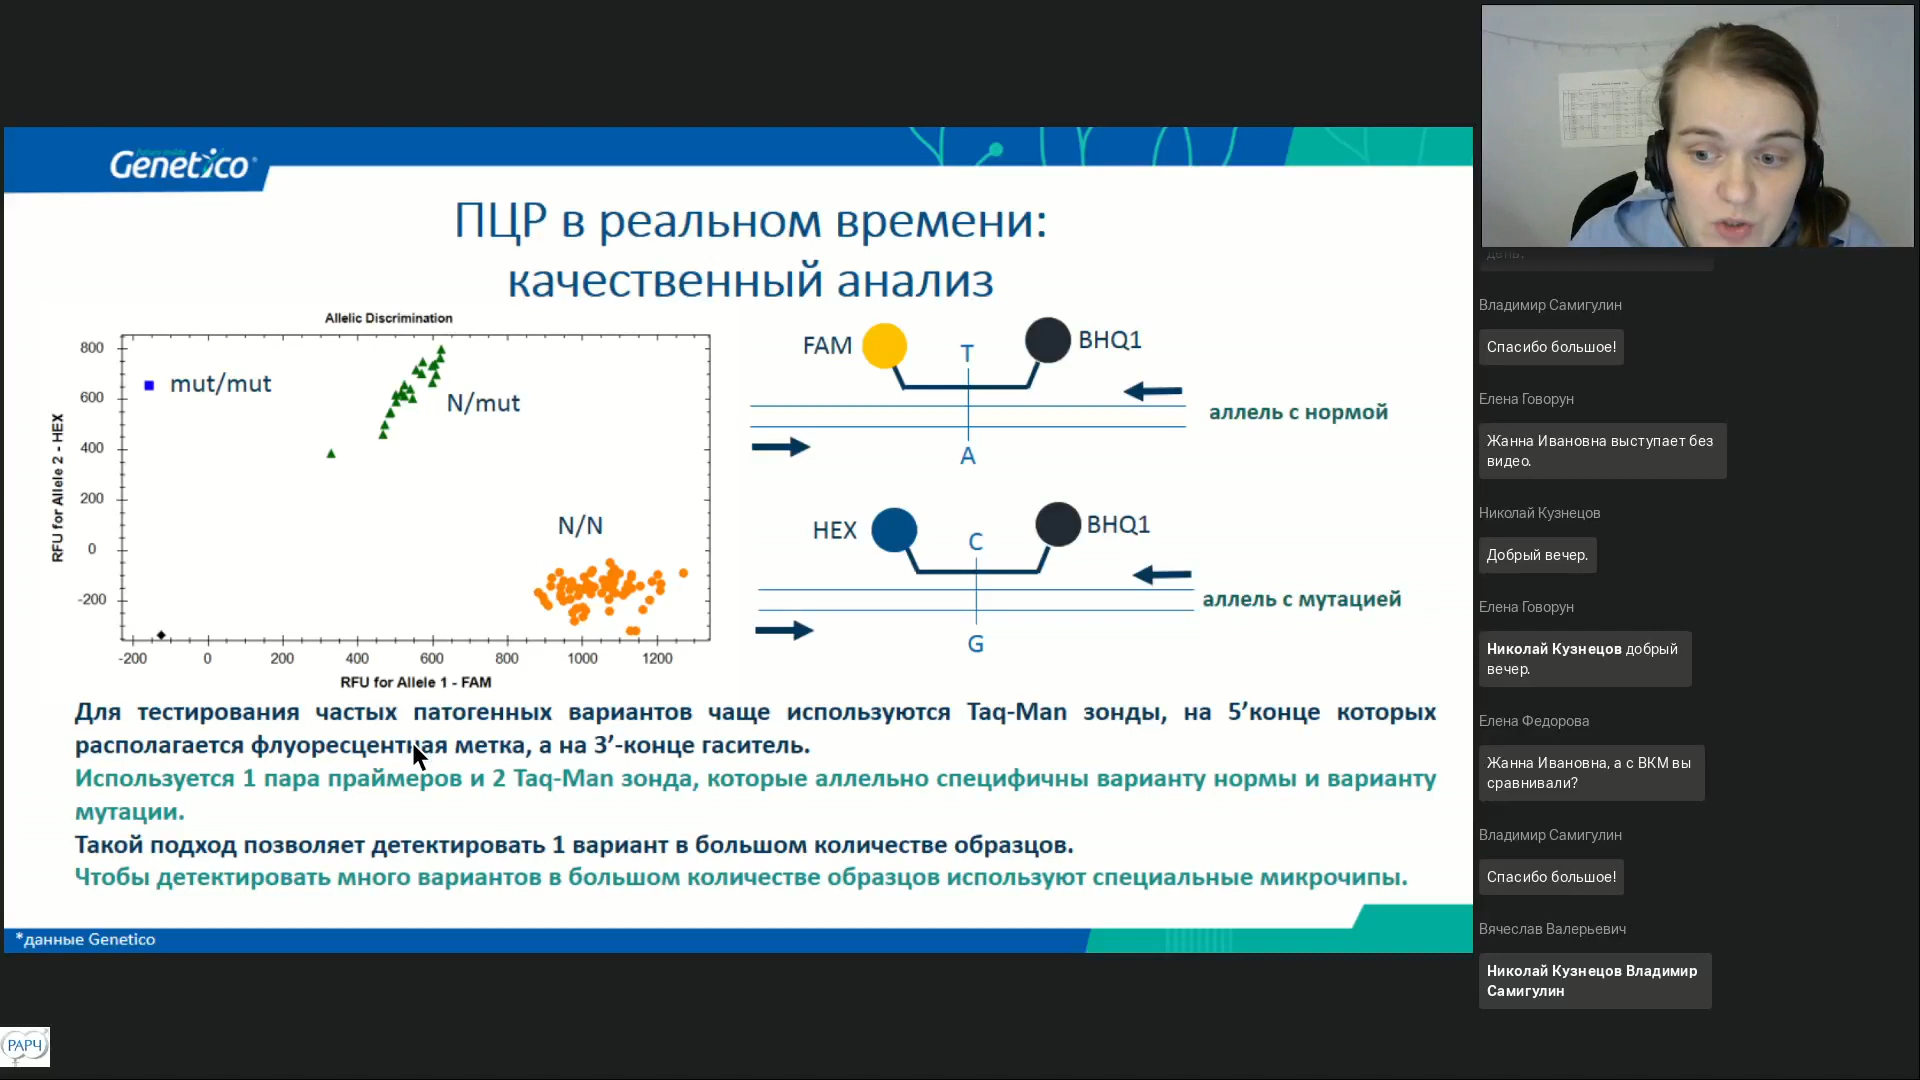 Genetico
ПЦР в реальном времени:
качественный анализ
Allelic Discrimination
RFU for Allele 2 - HEX
800
600
400
200
0
-200
mut/mut
N/mut
N/N
-200 0 200 400 600 800 1000 1200
RFU for Allele 1 - FAM
FAM
T
BHQ1
аллель с нормой
A
HEX
C
BHQ1
аллель с мутацией
G
Для тестирования частых патогенных вариантов чаще используются Taq-Man зонды, на 5’конце которых
располагается флуоресцентная метка, а на 3’-конце гаситель.
Используется 1 пара праймеров и 2 Taq-Man зонда, которые аллельно специфичны варианту нормы и варианту
мутации.
Такой подход позволяет детектировать 1 вариант в большом количестве образцов.
Чтобы детектировать много вариантов в большом количестве образцов используют специальные микрочипы.
*данные Genetico
РАРЧ
день.
Владимир Самигулин
Спасибо большое!
Елена Говорун
Жанна Ивановна выступает без
видео.
Николай Кузнецов
Добрый вечер.
Елена Говорун
Николай Кузнецов добрый
вечер.
Елена Федорова
Жанна Ивановна, а с ВКМ вы
сравнивали?
Владимир Самигулин
Спасибо большое!
Вячеслав Валерьевич
Николай Кузнецов Владимир
Самигулин